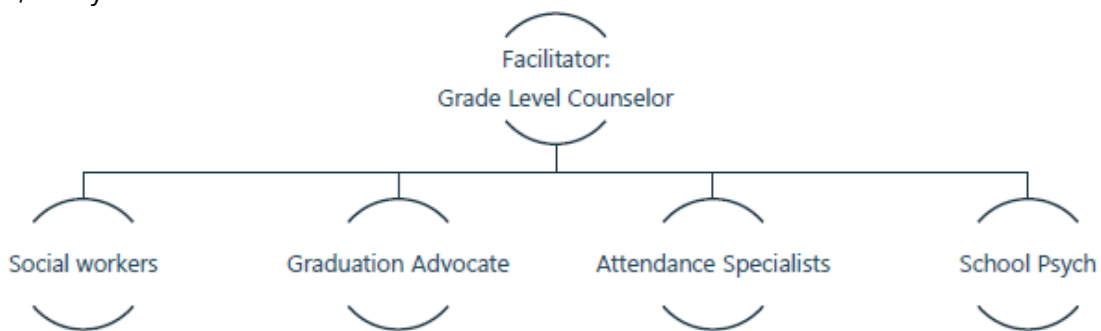 Facilitator:
Grade Level Counselor
Social workers
Graduation Advocate
Attendance Specialists
School Psych